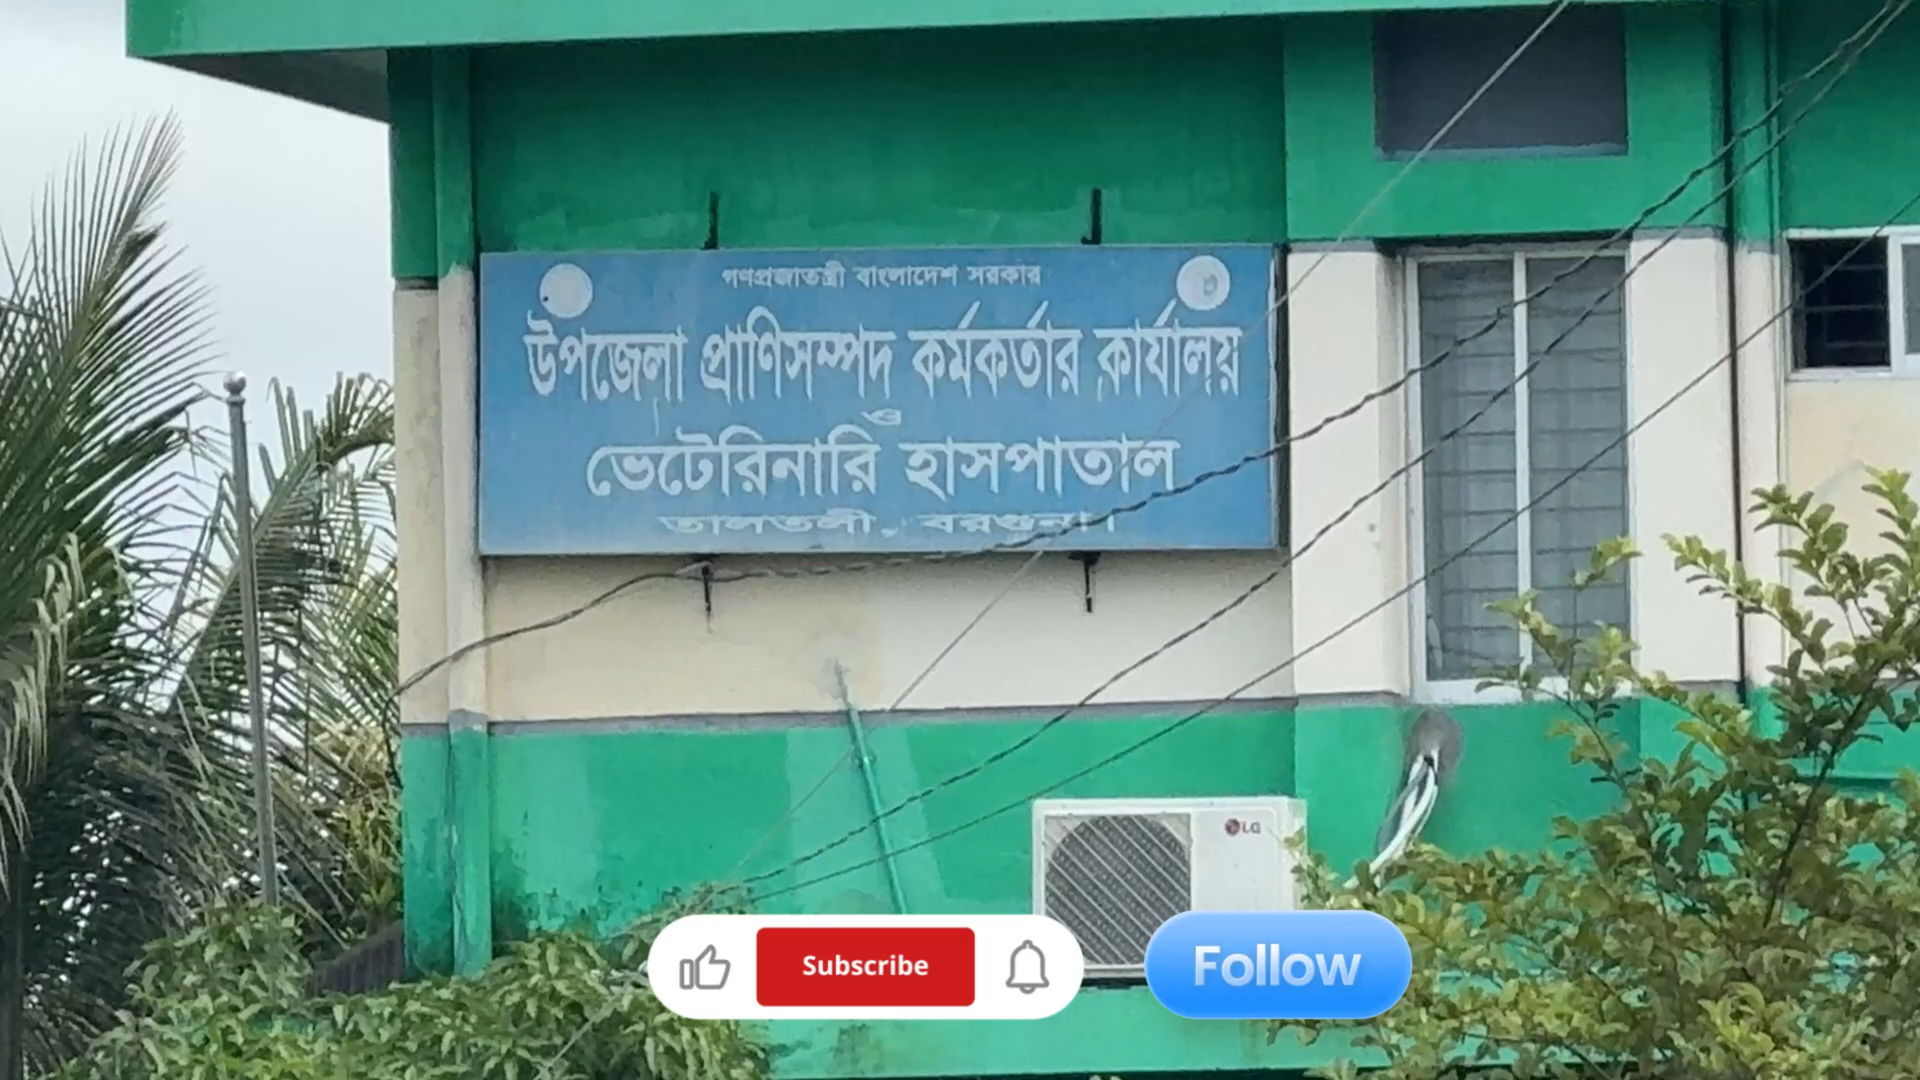 গণপ্রজাতন্ত্রী বাংলাদেশ সরকার
উপজেলা প্রাণিসম্পদ কর্মকর্তার কার্যালয়
ও
ভেটেরিনারি হাসপাতাল
তালতলী, বরগুনা।
LG
Subscribe
Follow